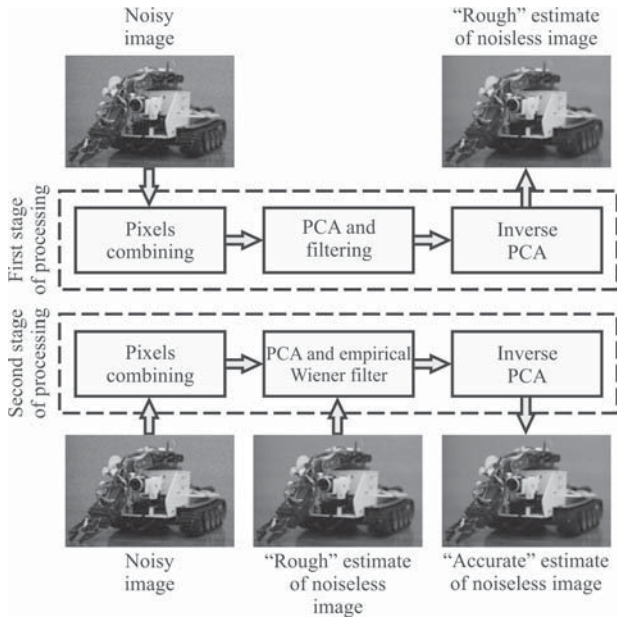 Noisy
image
“Rough” estimate
of noisless image
First stage
of processing
Pixels
combining
PCA and
filtering
Inverse
PCA
Second stage
of processing
Pixels
combining
PCA and empirical
Wiener filter
Inverse
PCA
Noisy
image
“Rough” estimate
of noiseless
image
“Accurate” estimate
of noiseless image